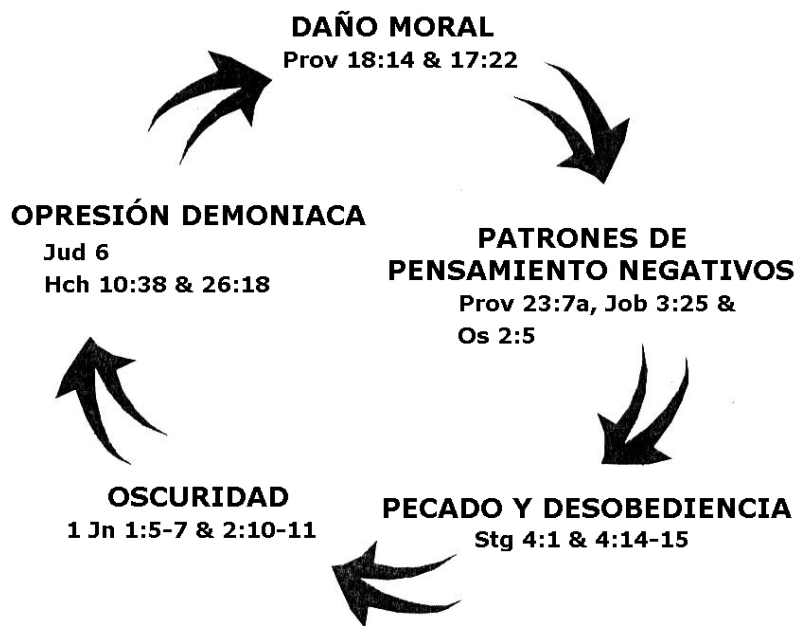 DAÑO MORAL
Prov 18:14 & 17:22
PATRONES DE
PENSAMIENTO NEGATIVOS
Prov 23:7a, Job 3:25 &
Os 2:5
PECADO Y DESOBEDIENCIA
Stg 4:1 & 4:14-15
OSCURIDAD
1 Jn 1:5-7 & 2:10-11
OPRESIÓN DEMONIACA
Jud 6
Hch 10:38 & 26:18